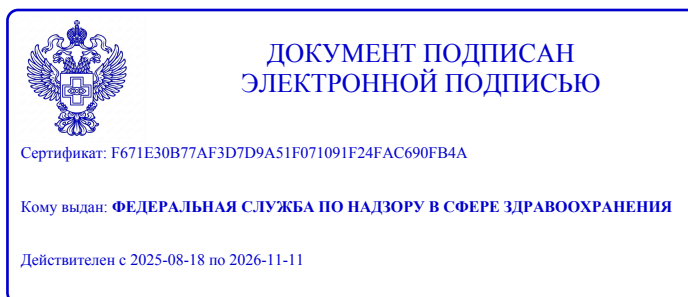 ДОКУМЕНТ ПОДПИСАН
ЭЛЕКТРОННОЙ ПОДПИСЬЮ
Сертификат: F671E30B77AF3D7D9A51F071091F24FAC690FB4A
Кому выдан: ФЕДЕРАЛЬНАЯ СЛУЖБА ПО НАДЗОРУ В СФЕРЕ ЗДРАВООХРАНЕНИЯ
Действителен с 2025-08-18 по 2026-11-11